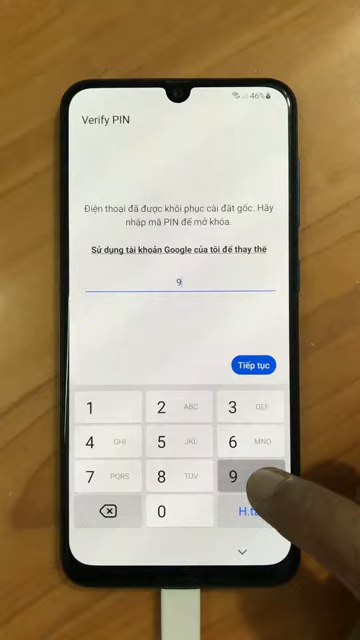 46%
Verify PIN
Điện thoại đã được khôi phục cài đặt gốc. Hãy
nhập mã PIN để mở khóa.
Sử dụng tài khoản Google của tôi để thay thế
9
Tiếp tục
1 2 ABC 3 DEF
4 GHI 5 JKL 6 MNO
7 PQRS 8 TUV 9
0